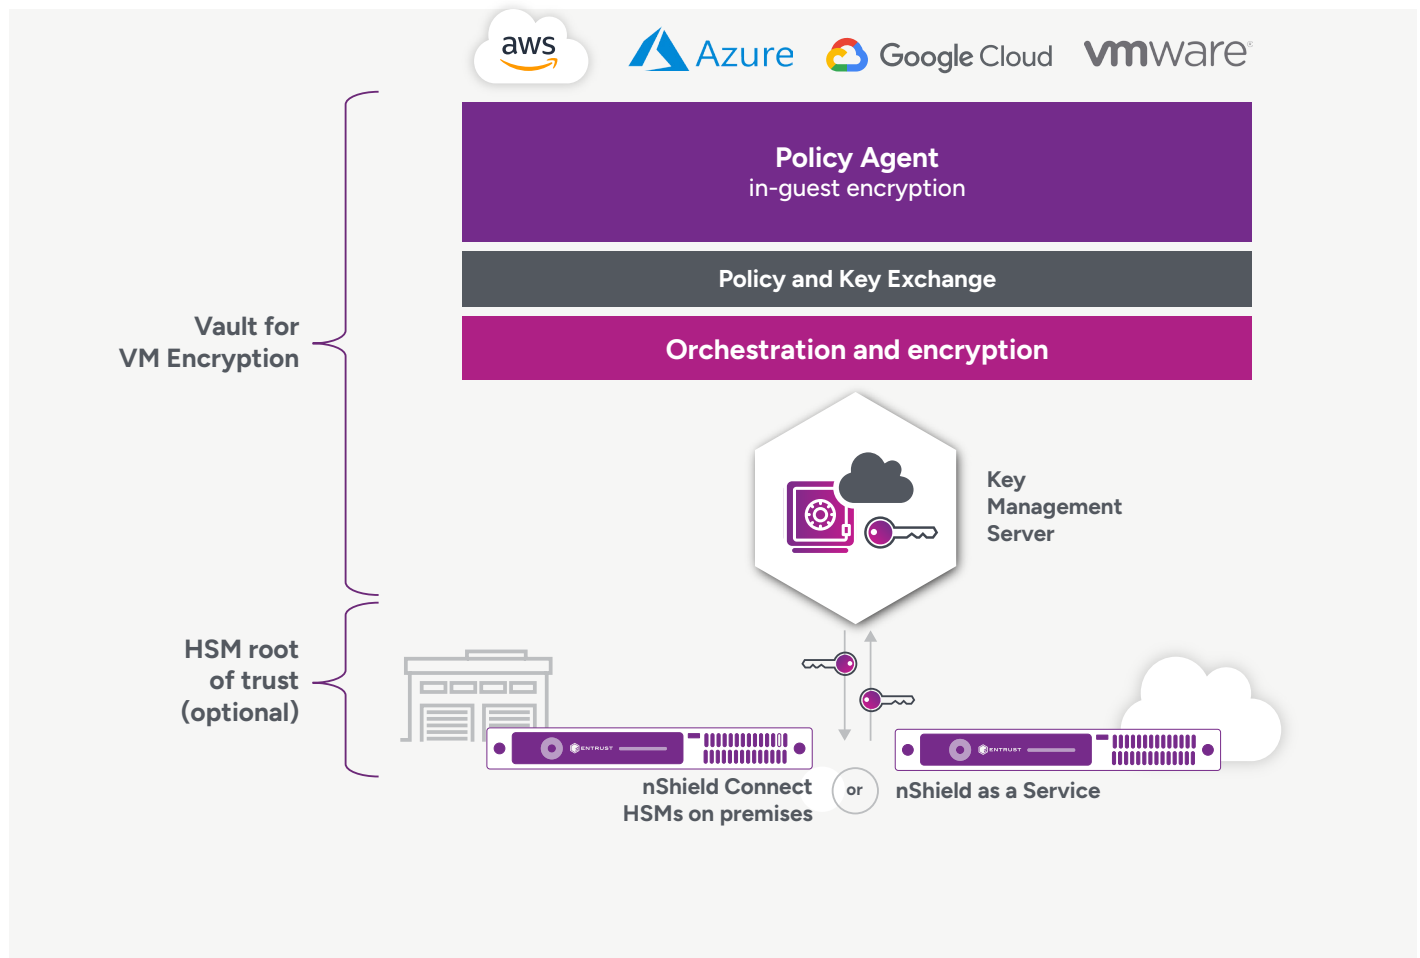 aws
Azure
Google Cloud
vmware®
Policy Agent
in-guest encryption
Policy and Key Exchange
Orchestration and encryption
Vault for
VM Encryption
Key
Management
Server
HSM root
of trust
(optional)
ENTRUST
ENTRUST
nShield Connect
HSMs on premises
or
nShield as a Service